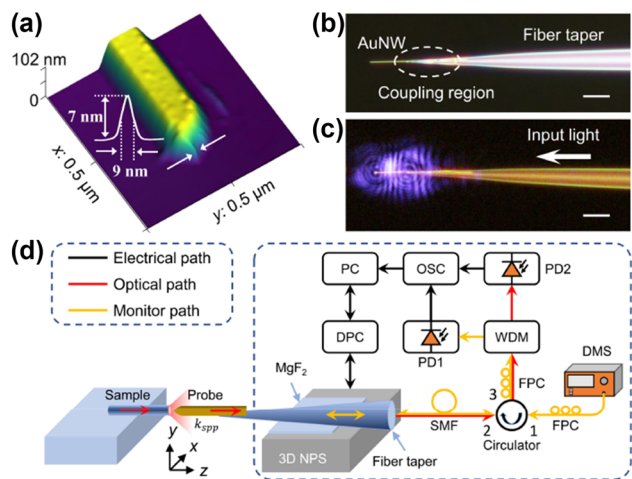 (a)
102 nm
0
7 nm
9 nm
x: 0.5 µm
y: 0.5 µm
(b)
AuNW
Fiber taper
Coupling region
(c)
Input light
(d)
Electrical path
Optical path
Monitor path
PC
OSC
PD2
DPC
PD1
WDM
DMS
MgF2
FPC
3
Sample
Probe
kspp
y
x
z
SMF
2
1
FPC
Circulator
3D NPS
Fiber taper